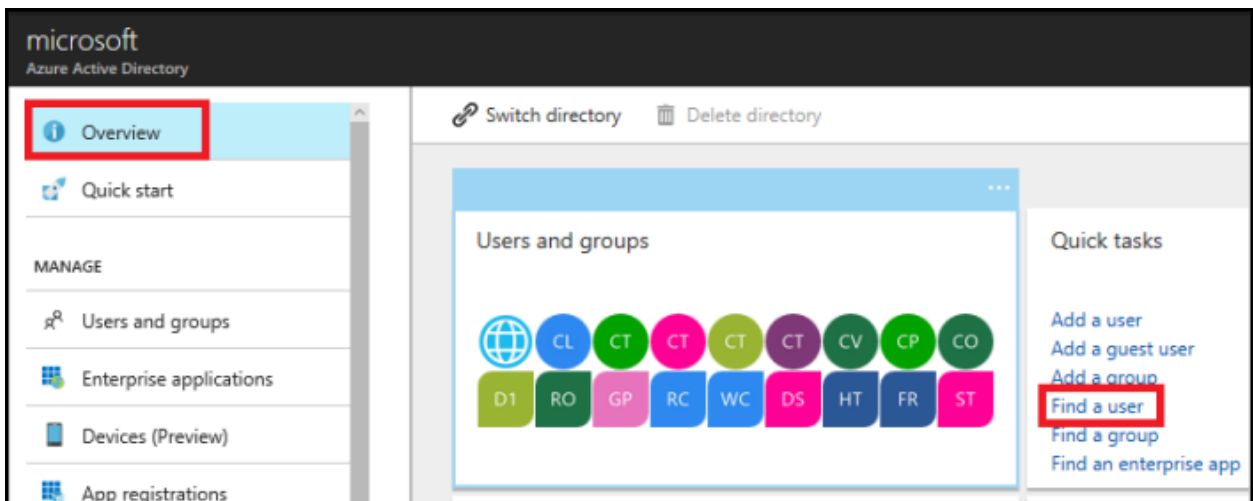 microsoft
Azure Active Directory
Overview
Quick start
MANAGE
Users and groups
Enterprise applications
Devices (Preview)
App registrations
Switch directory
Delete directory
Users and groups
CL CT CT CT CT CV CP CO
D1 RO GP RC WC DS HT FR ST
Quick tasks
Add a user
Add a guest user
Add a group
Find a user
Find a group
Find an enterprise app